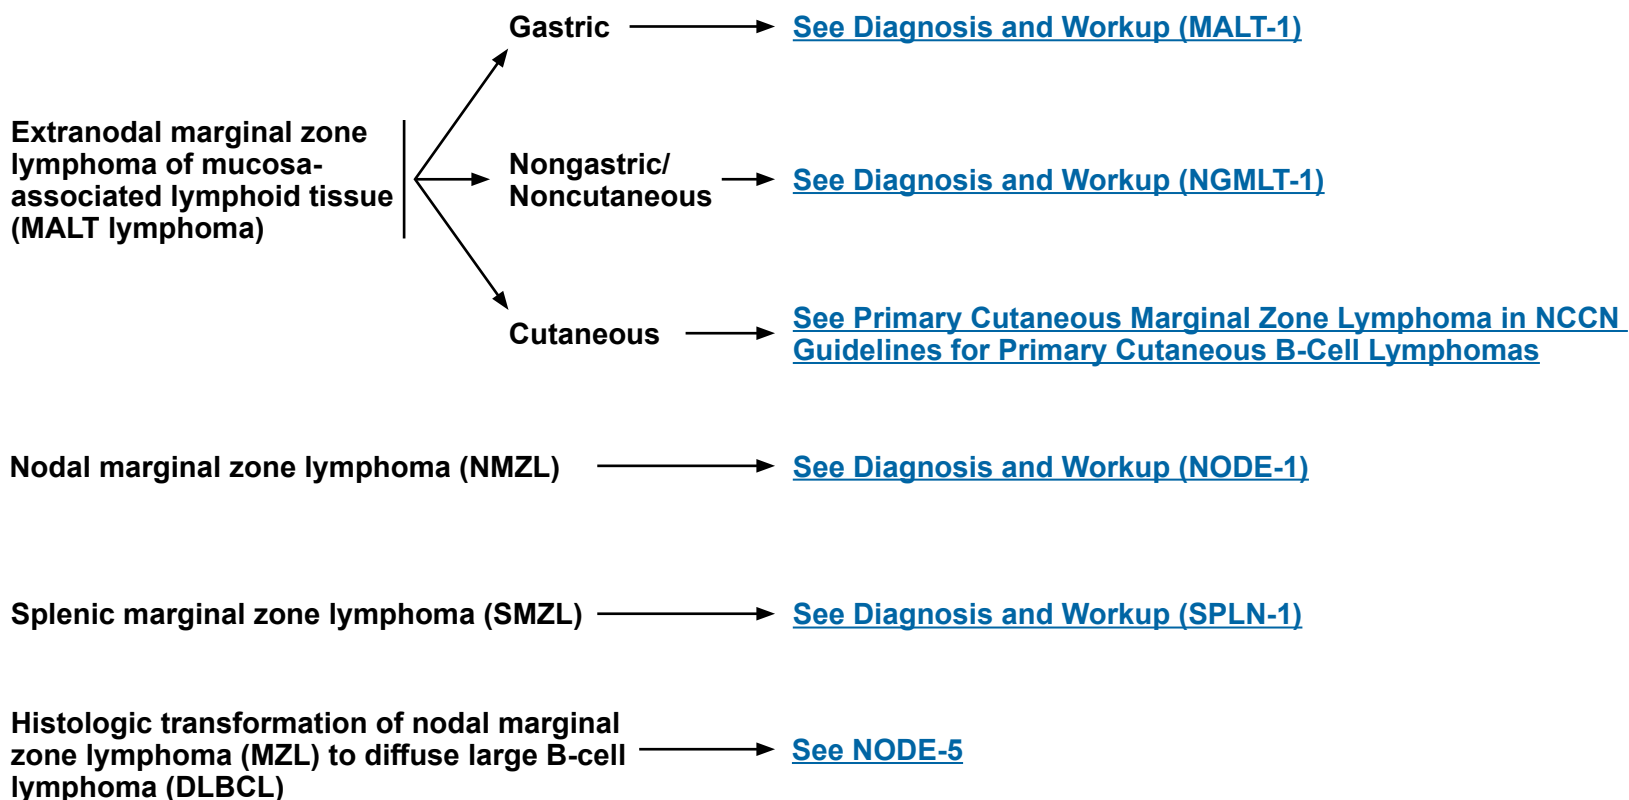 Gastric
See Diagnosis and Workup (MALT-1)
Extranodal marginal zone
lymphoma of mucosa-
associated lymphoid tissue
(MALT lymphoma)
Nongastric/
Noncutaneous
See Diagnosis and Workup (NGMLT-1)
Cutaneous
See Primary Cutaneous Marginal Zone Lymphoma in NCCN
Guidelines for Primary Cutaneous B-Cell Lymphomas
Nodal marginal zone lymphoma (NMZL)
See Diagnosis and Workup (NODE-1)
Splenic marginal zone lymphoma (SMZL)
See Diagnosis and Workup (SPLN-1)
Histologic transformation of nodal marginal
zone lymphoma (MZL) to diffuse large B-cell
lymphoma (DLBCL)
See NODE-5